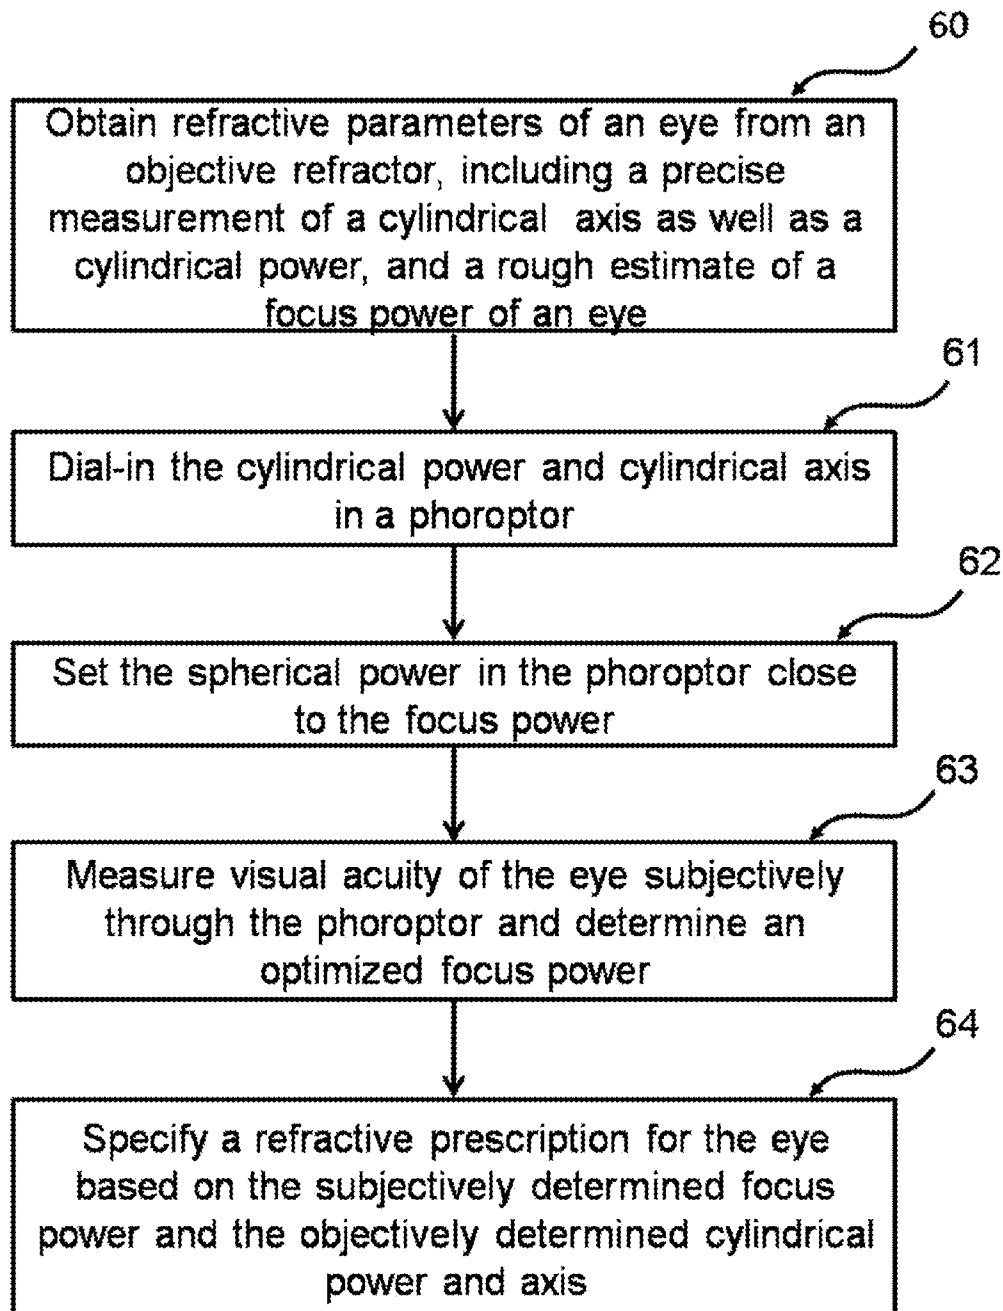 60
Obtain refractive parameters of an eye from an
objective refractor, including a precise
measurement of a cylindrical axis as well as a
cylindrical power, and a rough estimate of a
focus power of an eye
61
Dial-in the cylindrical power and cylindrical axis
in a phoroptor
62
Set the spherical power in the phoroptor close
to the focus power
63
Measure visual acuity of the eye subjectively
through the phoroptor and determine an
optimized focus power
64
Specify a refractive prescription for the eye
based on the subjectively determined focus
power and the objectively determined cylindrical
power and axis